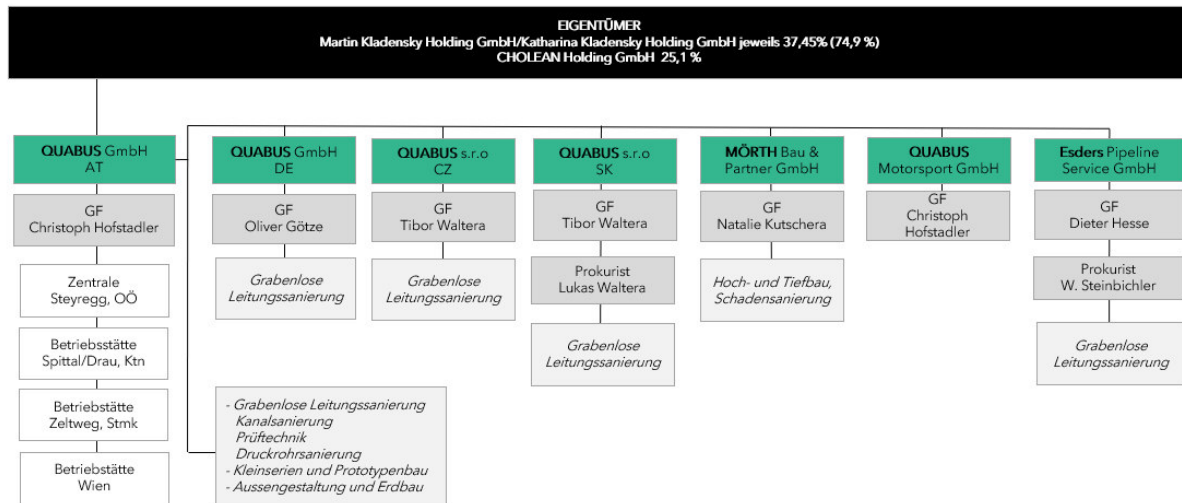 EIGENTÜMER
Martin Kladensky Holding GmbH/Katharina Kladensky Holding GmbH jeweils 37,45% (74,9 %)
CHOLEAN Holding GmbH 25,1 %
QUABUS GmbH
AT
GF
Christoph Hofstadler
Zentrale
Steyregg, OÖ
Betriebsstätte
Spittal/Drau, Ktn
Betriebstätte
Zeltweg, Stmk
Betriebstätte
Wien
QUABUS GmbH
DE
GF
Oliver Götze
Grabenlose
Leitungssanierung
QUABUS s.r.o
CZ
GF
Tibor Waltera
Grabenlose
Leitungssanierung
QUABUS s.r.o
SK
GF
Tibor Waltera
Prokurist
Lukas Waltera
Grabenlose
Leitungssanierung
MÖRTH Bau &
Partner GmbH
GF
Natalie Kutschera
Hoch- und Tiefbau,
Schadensanierung
QUABUS
Motorsport GmbH
GF
Christoph
Hofstadler
Esders Pipeline
Service GmbH
GF
Dieter Hesse
Prokurist
W. Steinbichler
Grabenlose
Leitungssanierung
- Grabenlose Leitungssanierung
Kanalsanierung
Prüftechnik
Druckrohrsanierung
- Kleinserien und Prototypenbau
- Aussengestaltung und Erdbau